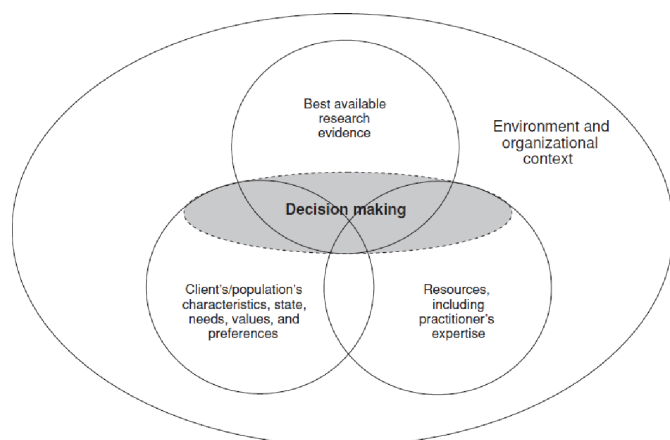 Best available
research
evidence
Environment and
organizational
context
Decision making
Client's/population's
characteristics, state,
needs, values, and
preferences
Resources,
including
practitioner's
expertise